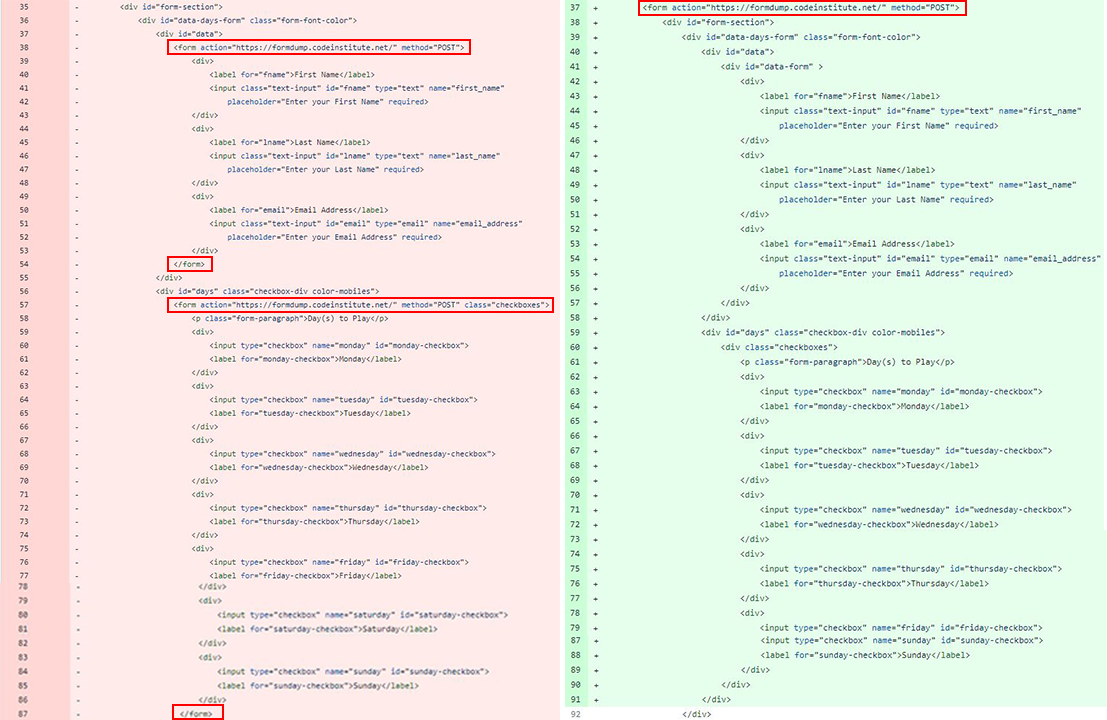 35 - <div id="form-section">
36 - <div id="data-days-form" class="form-font-color">
37 - <div id="data">
38 - <form action="https://formdump.codeinstitute.net/" method="POST">
39 - <div>
40 - <label for="fname">First Name</label>
41 - <input class="text-input" id="fname" type="text" name="first_name"
42 - placeholder="Enter your First Name" required>
43 - </div>
44 - <div>
45 - <label for="lname">Last Name</label>
46 - <input class="text-input" id="lname" type="text" name="last_name"
47 - placeholder="Enter your Last Name" required>
48 - </div>
49 - <div>
50 - <label for="email">Email Address</label>
51 - <input class="text-input" id="email" type="email" name="email_address"
52 - placeholder="Enter your Email Address" required>
53 - </div>
54 - </form>
55 - </div>
56 - <div id="days" class="checkbox-div color-mobiles">
57 - <form action="https://formdump.codeinstitute.net/" method="POST" class="checkboxes">
58 - <p class="form-paragraph">Day(s) to Play</p>
59 - <div>
60 - <input type="checkbox" name="monday" id="monday-checkbox">
61 - <label for="monday-checkbox">Monday</label>
62 - </div>
63 - <div>
64 - <input type="checkbox" name="tuesday" id="tuesday-checkbox">
65 - <label for="tuesday-checkbox">Tuesday</label>
66 - </div>
67 - <div>
68 - <input type="checkbox" name="wednesday" id="wednesday-checkbox">
69 - <label for="wednesday-checkbox">Wednesday</label>
70 - </div>
71 - <div>
72 - <input type="checkbox" name="thursday" id="thursday-checkbox">
73 - <label for="thursday-checkbox">Thursday</label>
74 - </div>
75 - <div>
76 - <input type="checkbox" name="friday" id="friday-checkbox">
77 - <label for="friday-checkbox">Friday</label>
78 - </div>
79 - <div>
80 - <input type="checkbox" name="saturday" id="saturday-checkbox">
81 - <label for="saturday-checkbox">Saturday</label>
82 - </div>
83 - <div>
84 - <input type="checkbox" name="sunday" id="sunday-checkbox">
85 - <label for="sunday-checkbox">Sunday</label>
86 - </div>
87 - </form>
37 + <form action="https://formdump.codeinstitute.net/" method="POST">
38 + <div id="form-section">
39 + <div id="data-days-form" class="form-font-color">
40 + <div id="data">
41 + <div id="data-form" >
42 + <div>
43 + <label for="fname">First Name</label>
44 + <input class="text-input" id="fname" type="text" name="first_name"
45 + placeholder="Enter your First Name" required>
46 + </div>
47 + <div>
48 + <label for="lname">Last Name</label>
49 + <input class="text-input" id="lname" type="text" name="last_name"
50 + placeholder="Enter your Last Name" required>
51 + </div>
52 + <div>
53 + <label for="email">Email Address</label>
54 + <input class="text-input" id="email" type="email" name="email_address"
55 + placeholder="Enter your Email Address" required>
56 + </div>
57 + </div>
58 + </div>
59 + <div id="days" class="checkbox-div color-mobiles">
60 + <div class="checkboxes">
61 + <p class="form-paragraph">Day(s) to Play</p>
62 + <div>
63 + <input type="checkbox" name="monday" id="monday-checkbox">
64 + <label for="monday-checkbox">Monday</label>
65 + </div>
66 + <div>
67 + <input type="checkbox" name="tuesday" id="tuesday-checkbox">
68 + <label for="tuesday-checkbox">Tuesday</label>
69 + </div>
70 + <div>
71 + <input type="checkbox" name="wednesday" id="wednesday-checkbox">
72 + <label for="wednesday-checkbox">Wednesday</label>
73 + </div>
74 + <div>
75 + <input type="checkbox" name="thursday" id="thursday-checkbox">
76 + <label for="thursday-checkbox">Thursday</label>
77 + </div>
78 + <div>
79 + <input type="checkbox" name="friday" id="friday-checkbox">
87 + <input type="checkbox" name="sunday" id="sunday-checkbox">
88 + <label for="sunday-checkbox">Sunday</label>
89 + </div>
90 + </div>
91 + </div>
92 </div>